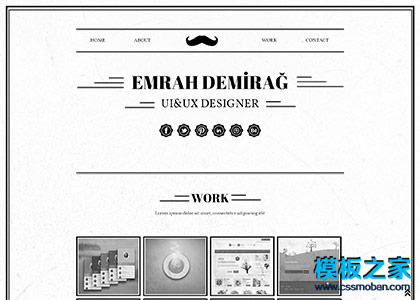 HOME ABOUT WORK CONTACT
EMRAH DEMİRAĞ
UI&UX DESIGNER
WORK
Lorem ipsum dolor sit amet, consectetur adipiscing elit
模板之家
www.cssmoban.com